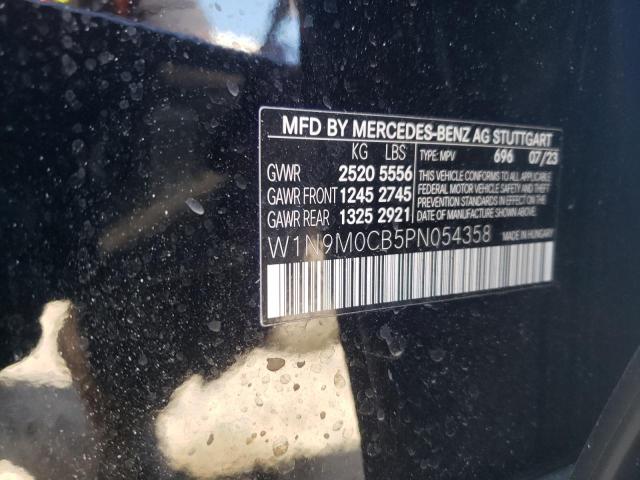 MFD BY MERCEDES-BENZ AG STUTTGART
KG LBS
GVWR 2520 5556
GAWR FRONT 1245 2745
GAWR REAR 1325 2921
TYPE: MPV 696 07/23
THIS VEHICLE CONFORMS TO ALL APPLICABLE
FEDERAL MOTOR VEHICLE SAFETY AND THEFT
PREVENTION STANDARDS IN EFFECT ON THE
DATE OF MANUFACTURE SHOWN ABOVE.
W1N9M0CB5PN054358
MADE IN HUNGARY